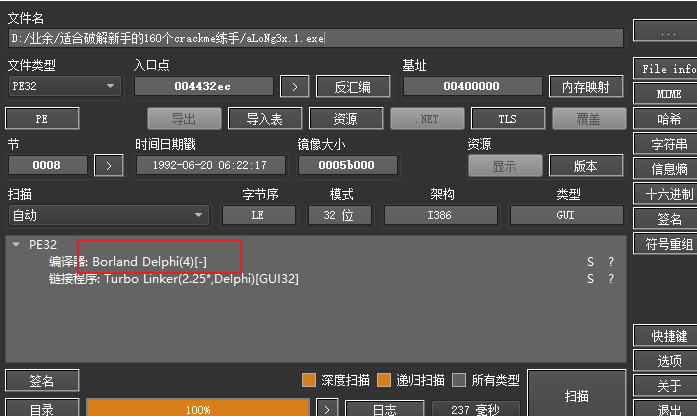 文件名
D:/业余/适合破解新手的160个crackme练手/aLoNg3x.1.exe
...
文件类型 入口点 基址
PE32 004432ec > 反汇编 00400000 内存映射
File info
MIME
PE 导出 导入表 资源 .NET TLS 覆盖
哈希
节 时间日期戳 镜像大小 资源
字符串
0008 > 1992-06-20 06:22:17 0005b000 显示 版本
信息熵
扫描 字节序 模式 架构 类型
十六进制
自动 LE 32 位 I386 GUI
签名
PE32
符号重组
编译器: Borland Delphi(4)[-] S ?
链接程序: Turbo Linker(2.25*,Delphi)[GUI32] S ?
快捷键
选项
签名 深度扫描 递归扫描 所有类型
扫描
关于
目录 100% > 日志 237 毫秒
退出